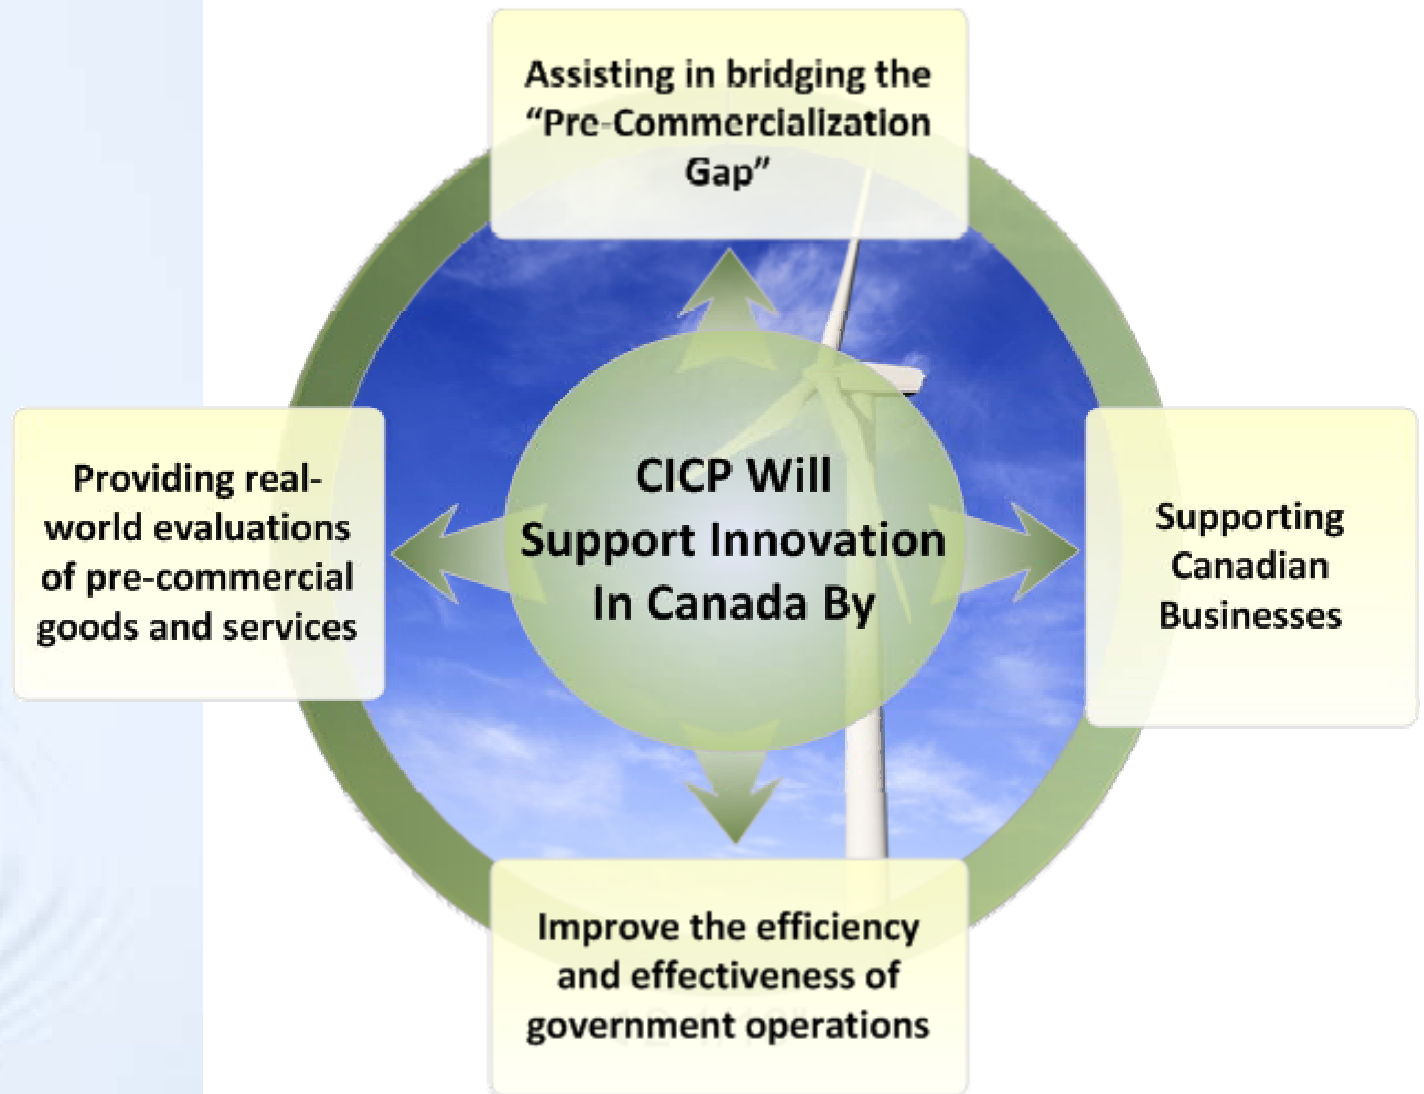 Assisting in bridging the
“Pre-Commercialization
Gap”
Providing real-
world evaluations
of pre-commercial
goods and services
CICP Will
Support Innovation
In Canada By
Supporting
Canadian
Businesses
Improve the efficiency
and effectiveness of
government operations